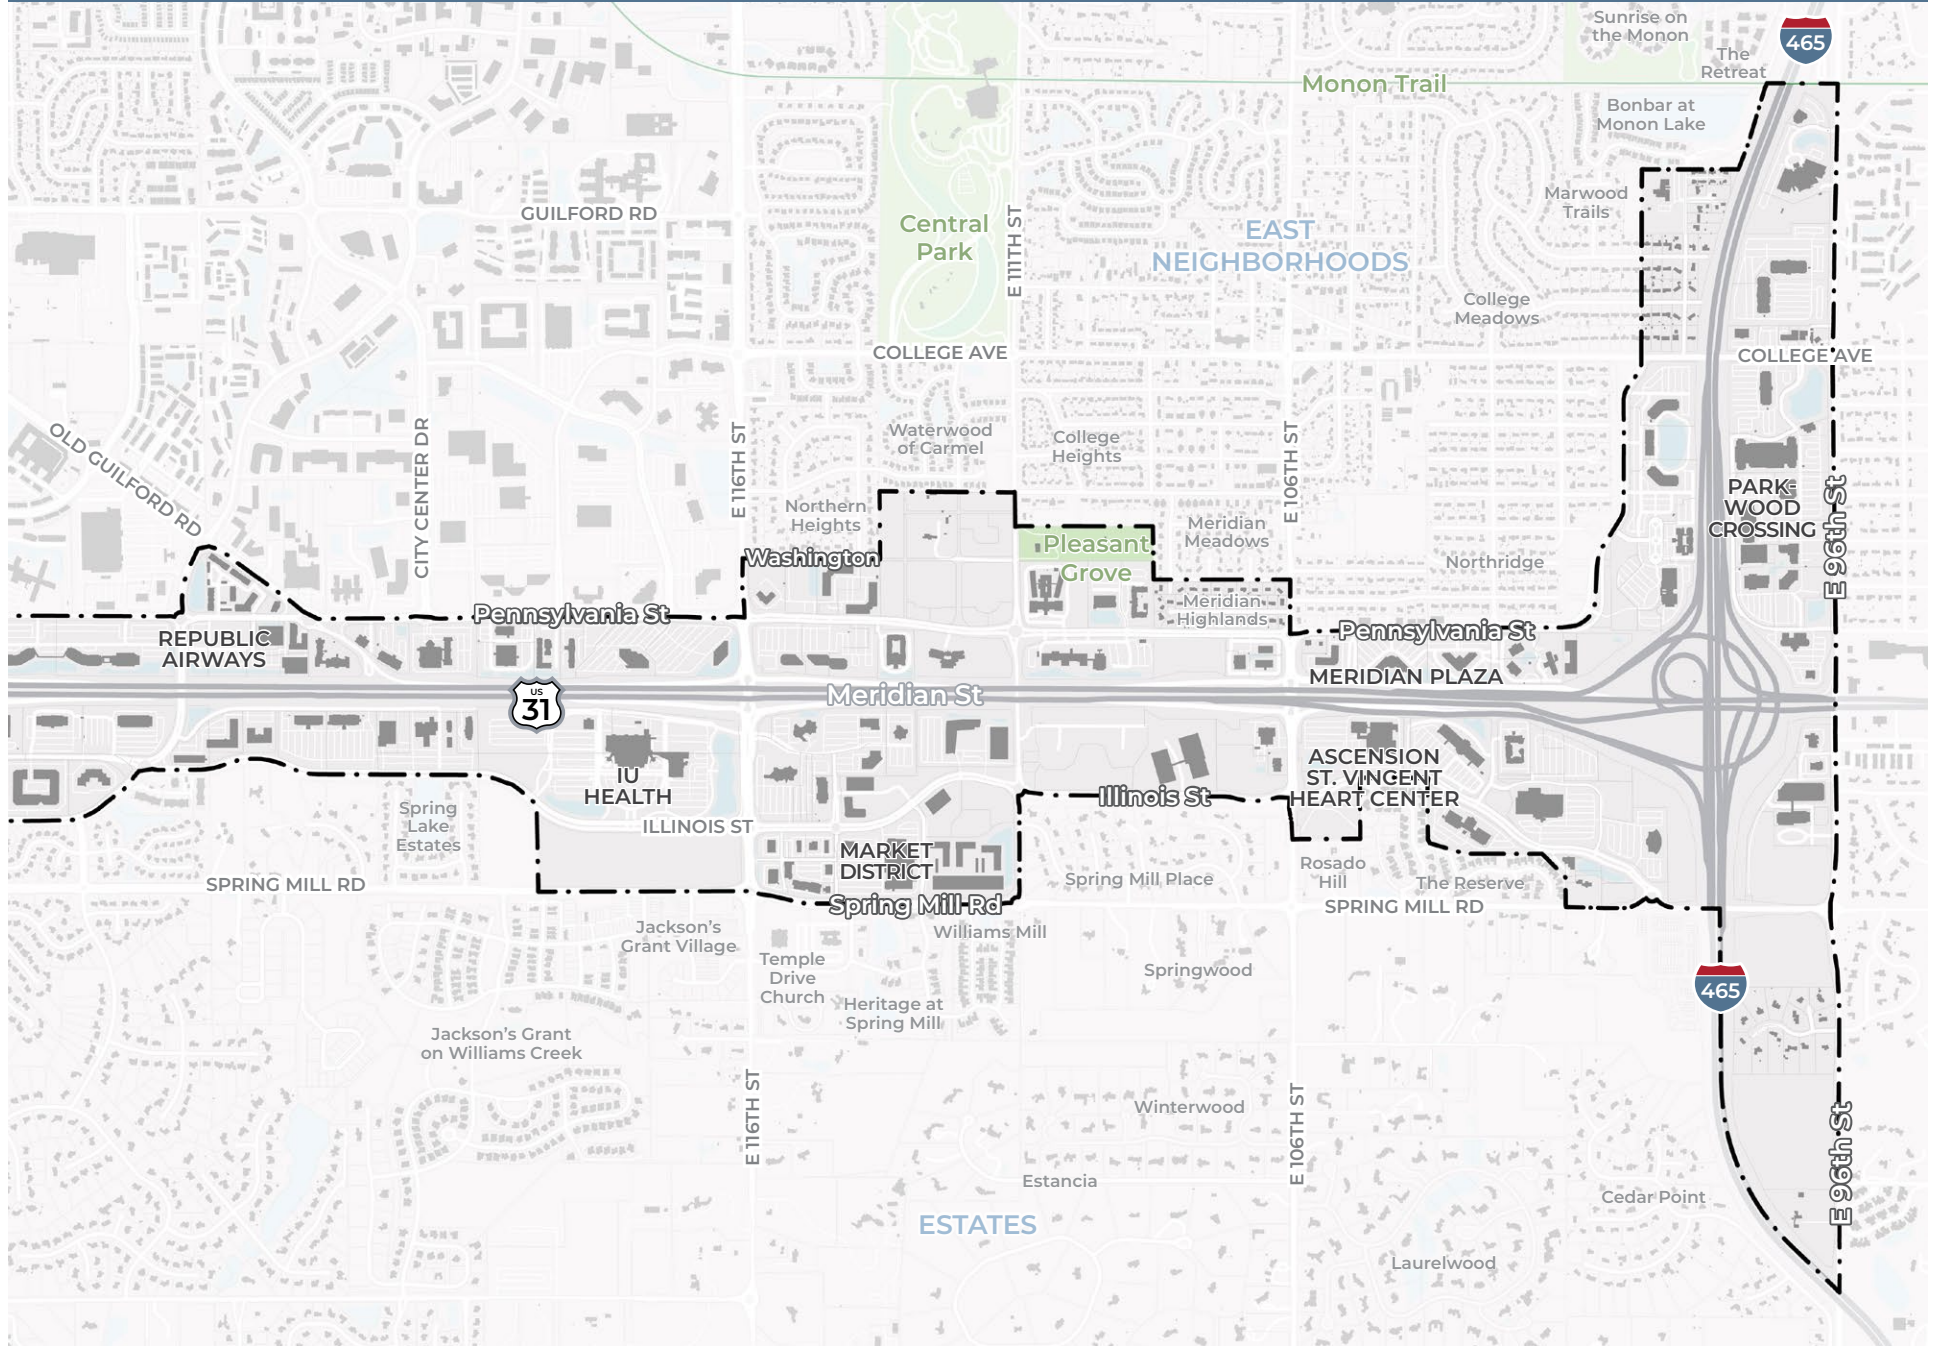 Sunrise on
the Monon
465
The
Retreat
Monon Trail
Bonbar at
Monon Lake
Marwood
Trails
GUILFORD RD
Central
Park
E 111TH ST
EAST
NEIGHBORHOODS
College
Meadows
COLLEGE AVE
COLLEGE AVE
OLD GUILFORD RD
CITY CENTER DR
E 116TH ST
Waterwood
of Carmel
College
Heights
E 106TH ST
Northern
Heights
PARK-
WOOD
CROSSING
E 96th St
Meridian
Meadows
Washington
Pleasant
Grove
Northridge
Meridian
Highlands
Pennsylvania St
Pennsylvania St
REPUBLIC
AIRWAYS
MERIDIAN PLAZA
US
31
Meridian St
IU
HEALTH
ASCENSION
ST. VINCENT
HEART CENTER
Illinois St
Spring
Lake
Estates
ILLINOIS ST
MARKET
DISTRICT
Rosado
Hill
The Reserve
Spring Mill Place
SPRING MILL RD
Spring Mill Rd
SPRING MILL RD
Jackson's
Grant Village
Williams Mill
Temple
Drive
Church
Springwood
465
Heritage at
Spring Mill
Jackson's Grant
on Williams Creek
E 116TH ST
E 106TH ST
Winterwood
E 96th St
Estancia
Cedar Point
ESTATES
Laurelwood